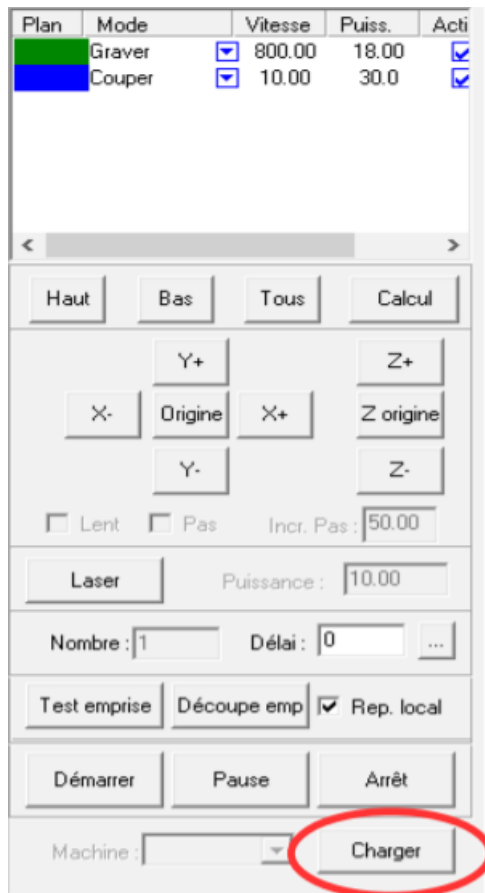 Plan Mode Vitesse Puiss. Acti
Graver 800.00 18.00
Couper 10.00 30.0
Haut Bas Tous Calcul
Y+ Z+
X- Origine X+ Z origine
Y- Z-
Lent Pas Incr. Pas : 50.00
Laser Puissance : 10.00
Nombre : 1 Délai : 0 ...
Test emprise Découpe emp Rep. local
Démarrer Pause Arrêt
Machine : Charger